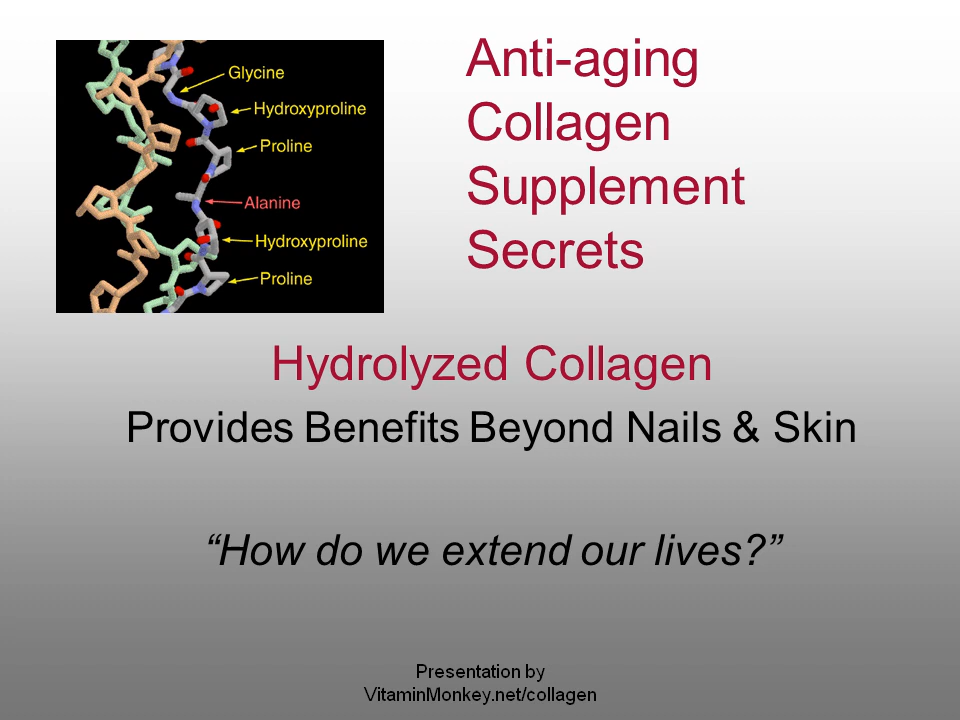 Anti-aging
Collagen
Supplement
Secrets
Glycine
Hydroxyproline
Proline
Alanine
Hydroxyproline
Proline
Hydrolyzed Collagen
Provides Benefits Beyond Nails & Skin
“How do we extend our lives?”
Presentation by
VitaminMonkey.net/collagen